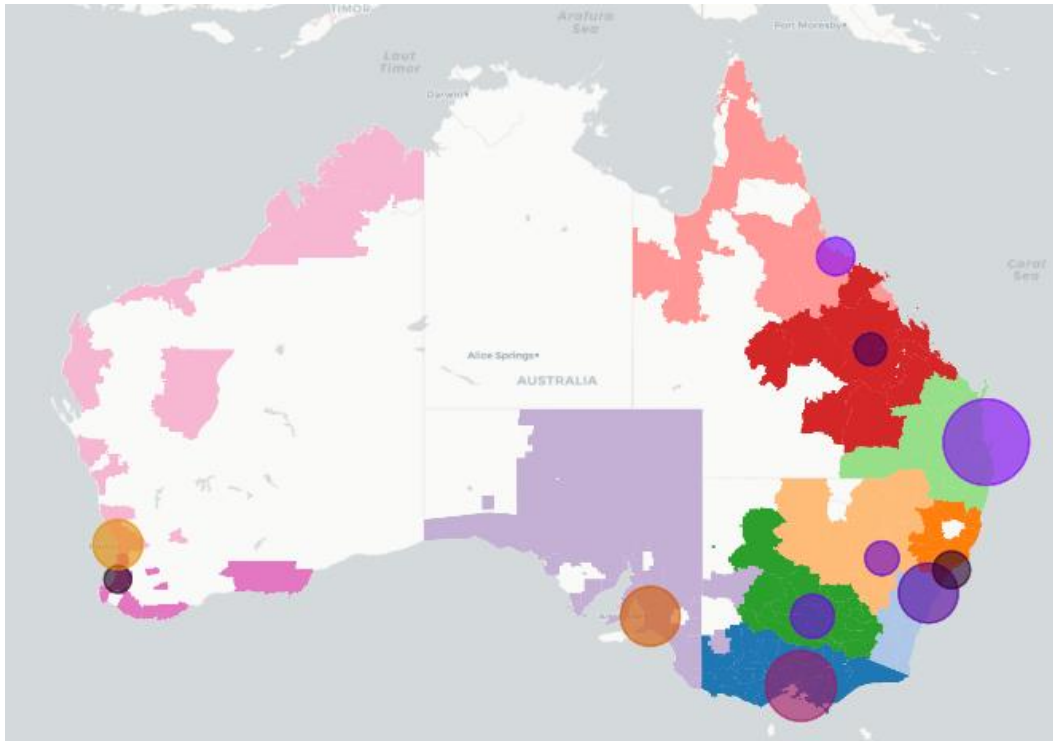 TIMOR
Arafura
Sea
Port Moresby
Laut
Timor
Darwin
Coral
Sea
Alice Springs
AUSTRALIA